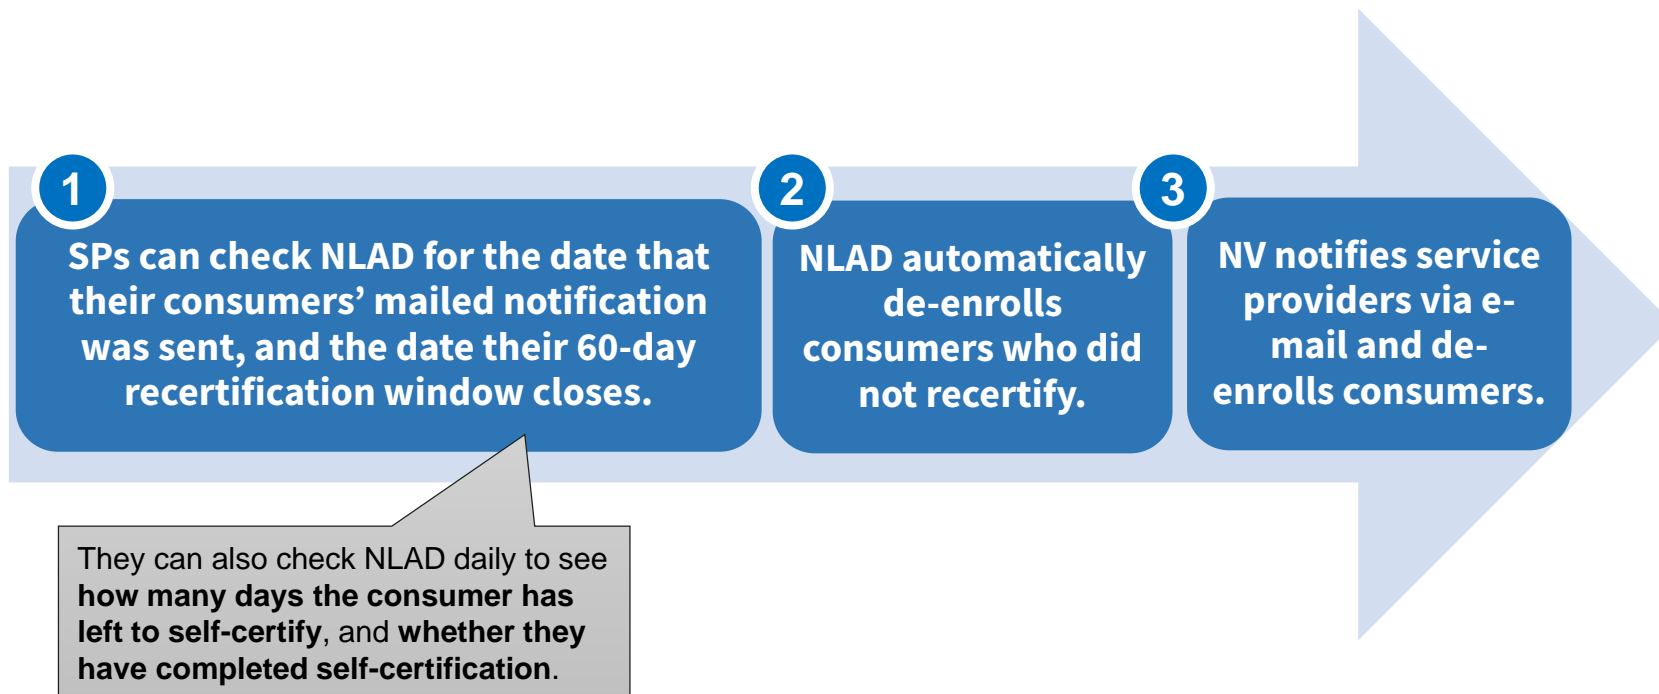 1
SPs can check NLAD for the date that
their consumers’ mailed notification
was sent, and the date their 60-day
recertification window closes.
They can also check NLAD daily to see
how many days the consumer has
left to self-certify, and whether they
have completed self-certification.
2
NLAD automatically
de-enrolls
consumers who did
not recertify.
3
NV notifies service
providers via e-
mail and de-
enrolls consumers.